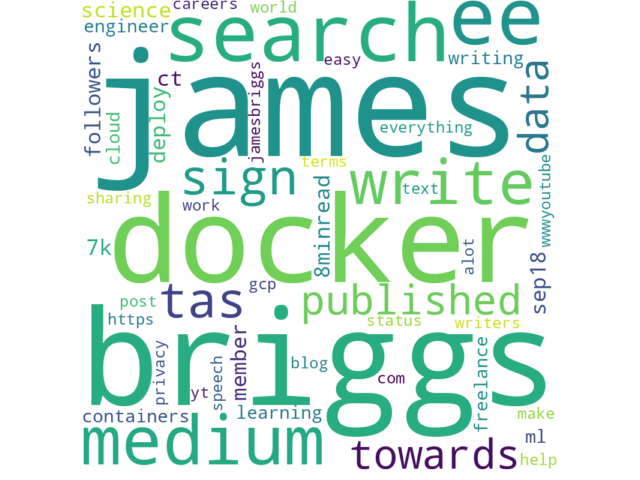 science
careers
world
engineer
search
ee
easy
writing
james
followers
cloud
deploy
ct
jamesbriggs
everything
data
terms
sign
write
text
8minread
sharing
work
wwwyoutube
docker
7k
alot
sep18
gcp
post
tas
published
https
status
writers
briggs
privacy
yt
speech
member
blog
com
freelance
containers
learning
make
medium
towards
ml
help